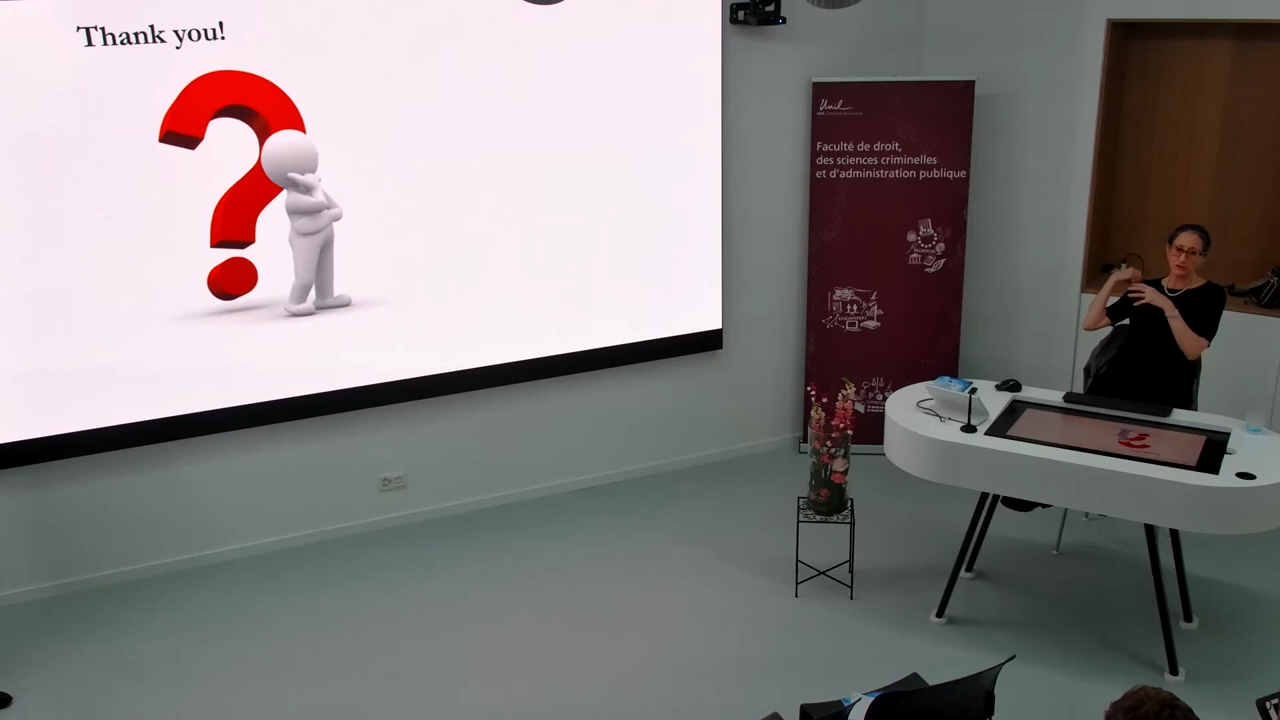 Thank you!
Unil
Faculté de droit,
des sciences criminelles
et d'administration publique